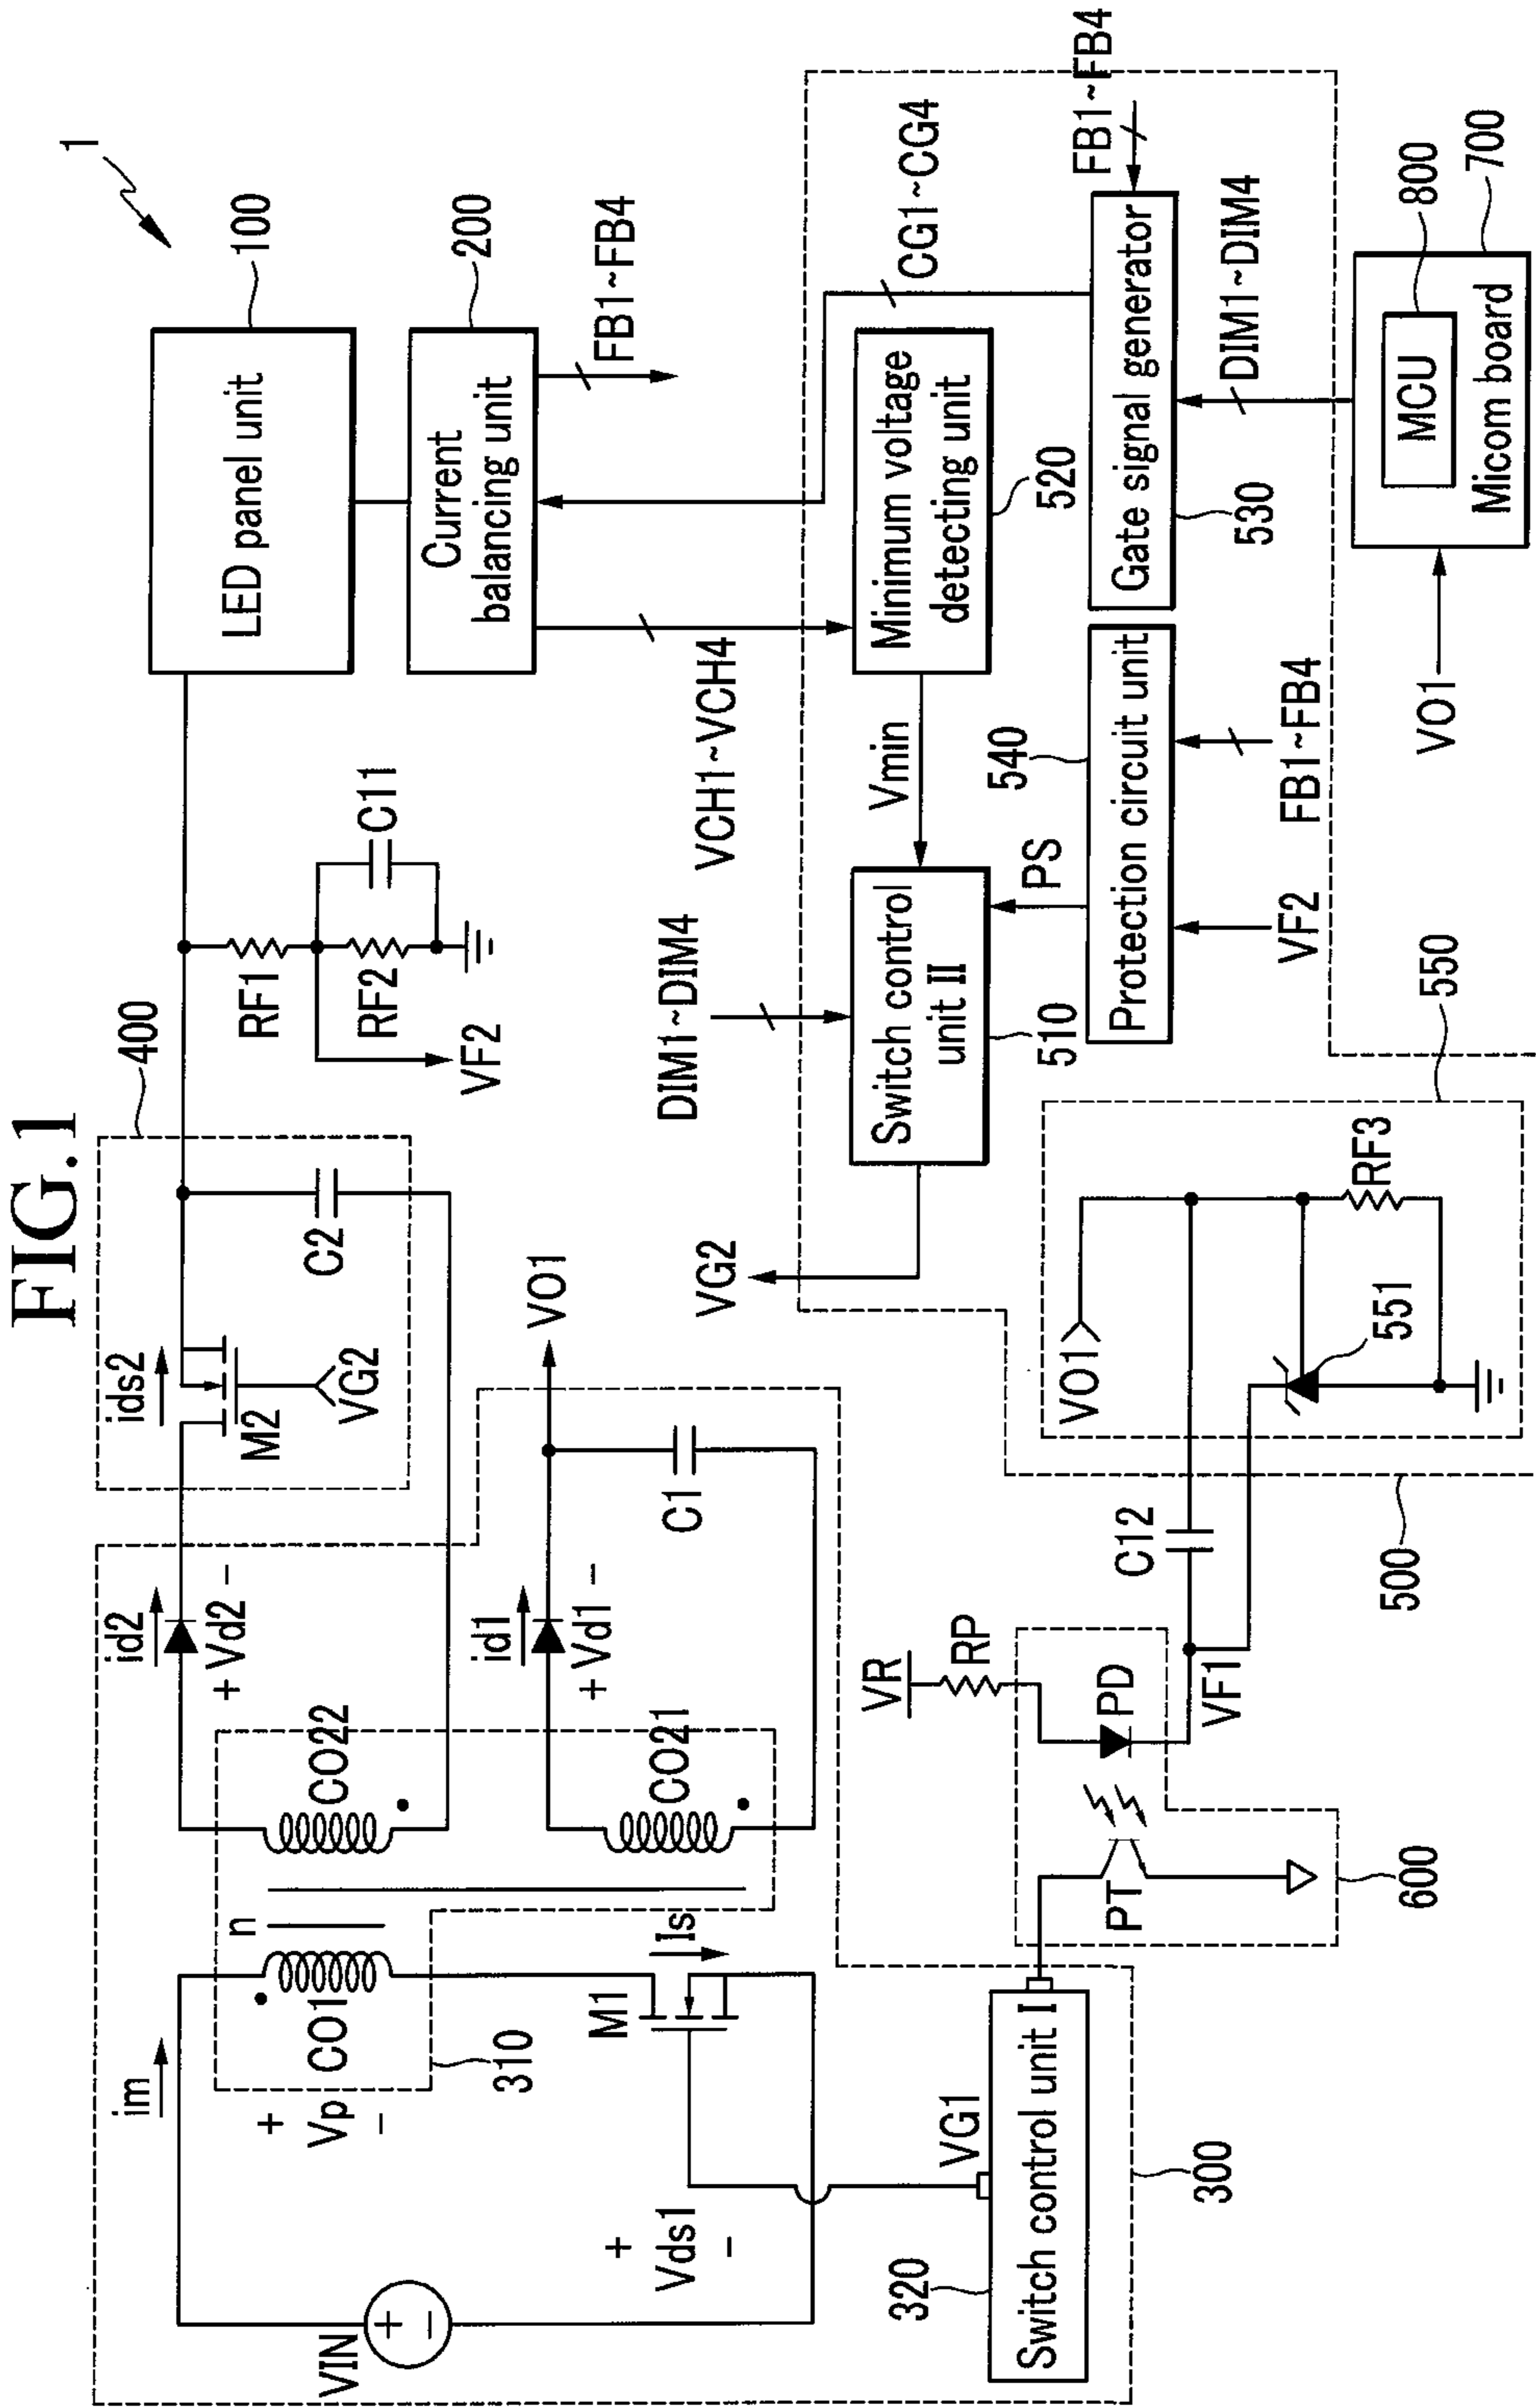 FIG.1
1
im
id2
+ Vd2 -
ids2
M2
VG2
400
C2
RF1
RF2
C11
VF2
LED panel unit
100
Current
balancing unit
200
FB1~FB4
VIN
+
-
+
Vp
-
CO1
n
CO22
CO21
310
id1
+ Vd1 -
VO1
C1
M1
Is
+
Vds1
-
VG1
320
Switch control unit I
300
VCH1~VCH4
CG1~CG4
DIM1~DIM4
VG2
Switch control
unit II
510
Vmin
Minimum voltage
detecting unit
520
PS
540
Protection circuit unit
VF2
FB1~FB4
Gate signal generator
530
FB1~FB4
DIM1~DIM4
VR
RP
PD
PT
600
VF1
C12
500
VO1
551
RF3
550
VO1
MCU
800
Micom board
700